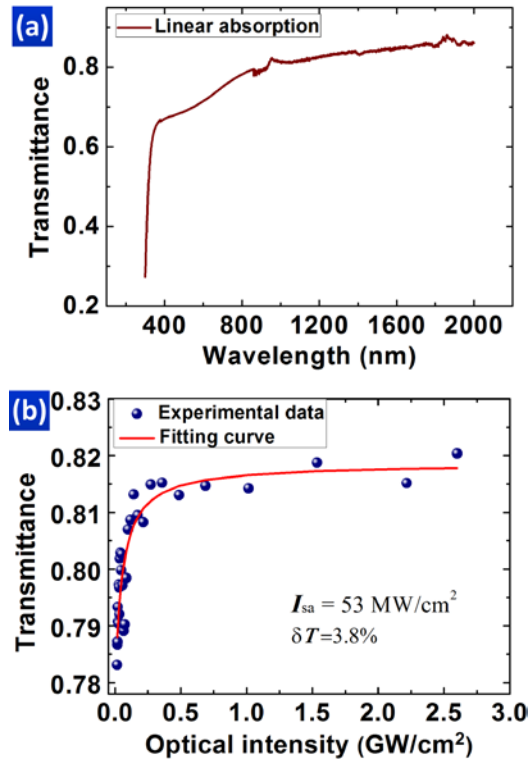 (a)
Linear absorption
Transmittance
0.8
0.6
0.4
0.2
400 800 1200 1600 2000
Wavelength (nm)
(b)
Experimental data
Fitting curve
Transmittance
0.83
0.82
0.81
0.80
0.79
0.78
I_sa = 53 MW/cm²
δT=3.8%
0.0 0.5 1.0 1.5 2.0 2.5 3.0
Optical intensity (GW/cm²)